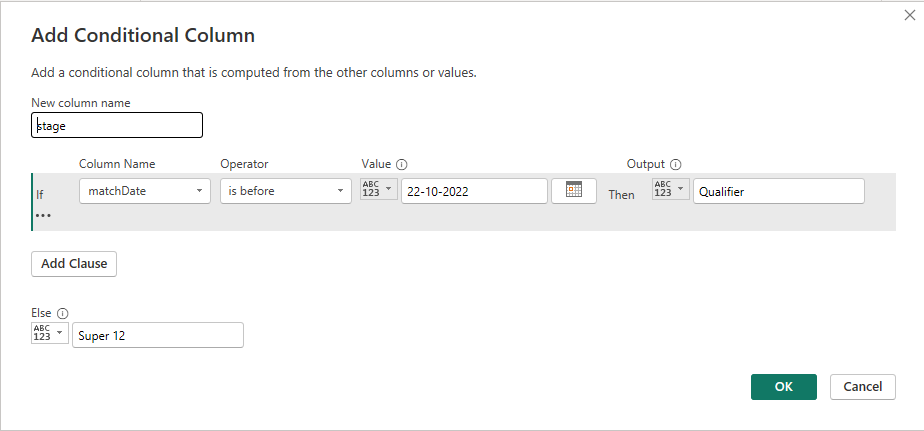 Add Conditional Column
Add a conditional column that is computed from the other columns or values.
New column name
stage
Column Name Operator Value Output
If matchDate is before ABC 123 22-10-2022 Then ABC 123 Qualifier
Add Clause
Else
ABC 123 Super 12
OK Cancel